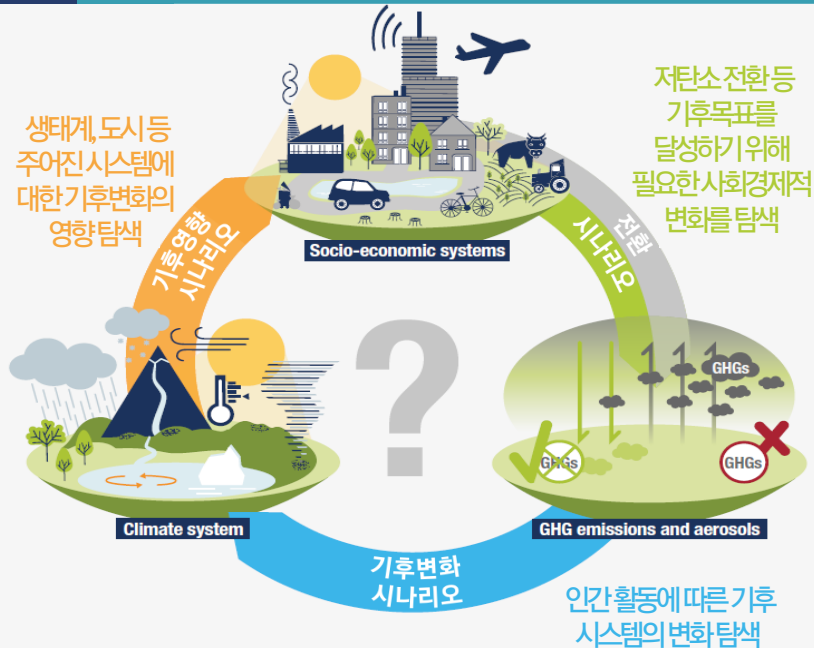 생태계, 도시 등
주어진 시스템에
대한 기후변화의
영향 탐색
저탄소 전환 등
기후목표를
달성하기 위해
필요한 사회경제적
변화를 탐색
기후영향
시나리오
전환
시나리오
Socio-economic systems
GHGs
GHGs
GHGs
Climate system
GHG emissions and aerosols
기후변화
시나리오
?
인간 활동에 따른 기후
시스템의 변화 탐색